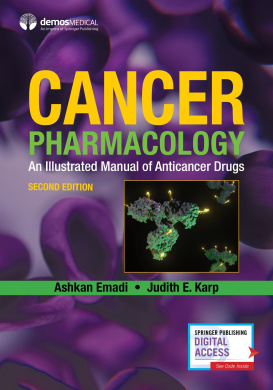 demosMEDICAL
An Imprint of Springer Publishing
CANCER
PHARMACOLOGY
An Illustrated Manual of Anticancer Drugs
SECOND EDITION
Ashkan Emadi • Judith E. Karp
SPRINGER PUBLISHING
DIGITAL
ACCESS
See Code Inside